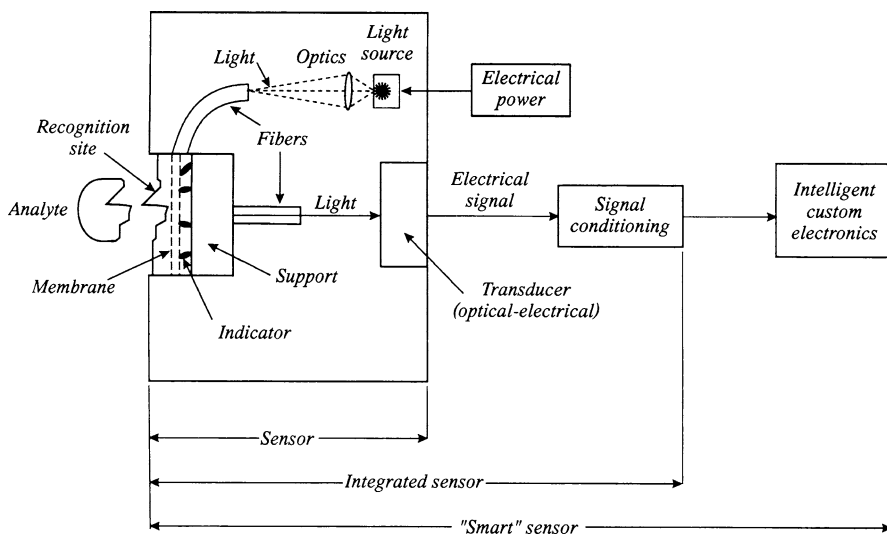 Light
Optics
Light
source
Electrical
power
Recognition
site
Fibers
Analyte
Light
Electrical
signal
Signal
conditioning
Intelligent
custom
electronics
Membrane
Support
Indicator
Transducer
(optical-electrical)
Sensor
Integrated sensor
"Smart" sensor